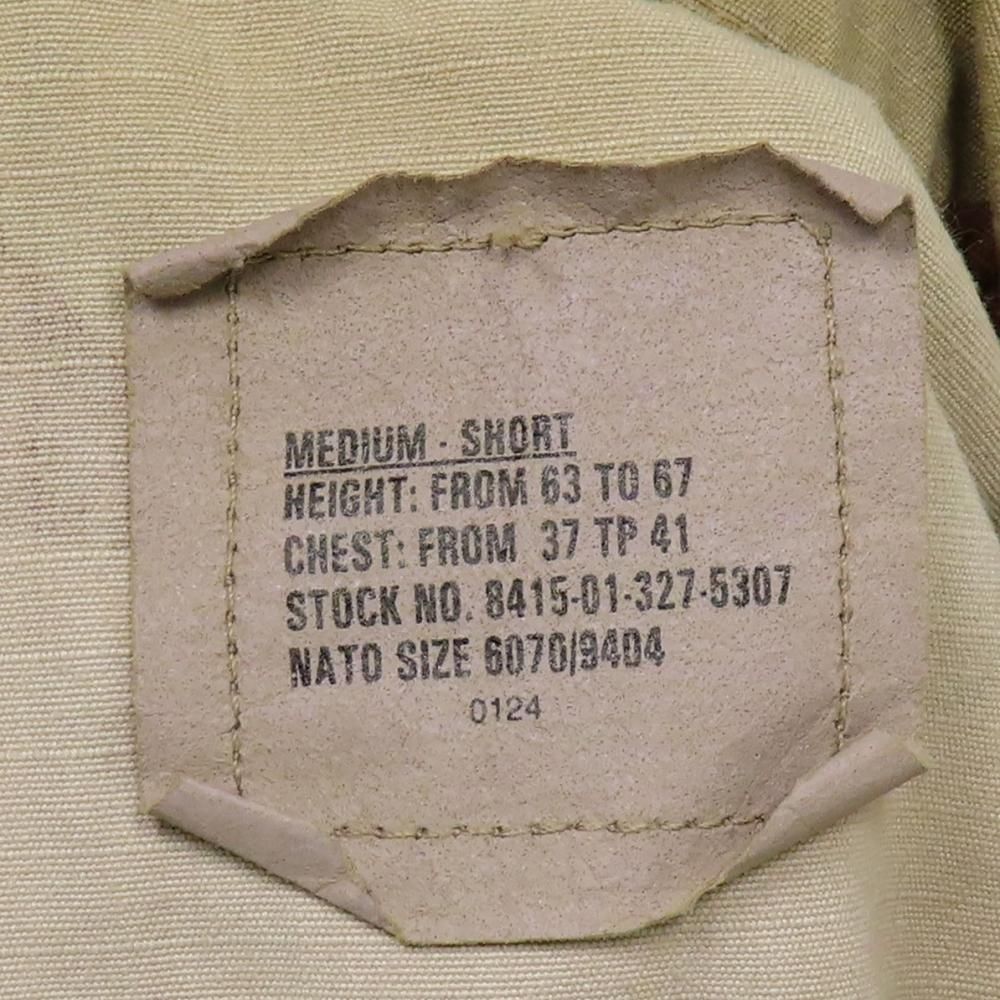 MEDIUM - SHORT
HEIGHT: FROM 63 TO 67
CHEST: FROM 37 TP 41
STOCK NO. 8415-01-327-5307
NATO SIZE 6070/9404
0124